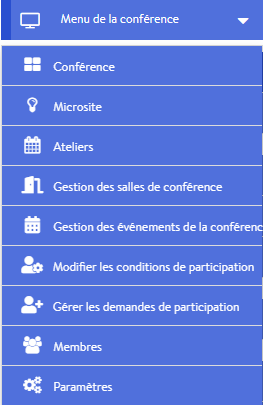 Menu de la conférence
Conférence
Microsite
Ateliers
Gestion des salles de conférence
Gestion des événements de la conférenc
Modifier les conditions de participation
Gérer les demandes de participation
Membres
Paramètres